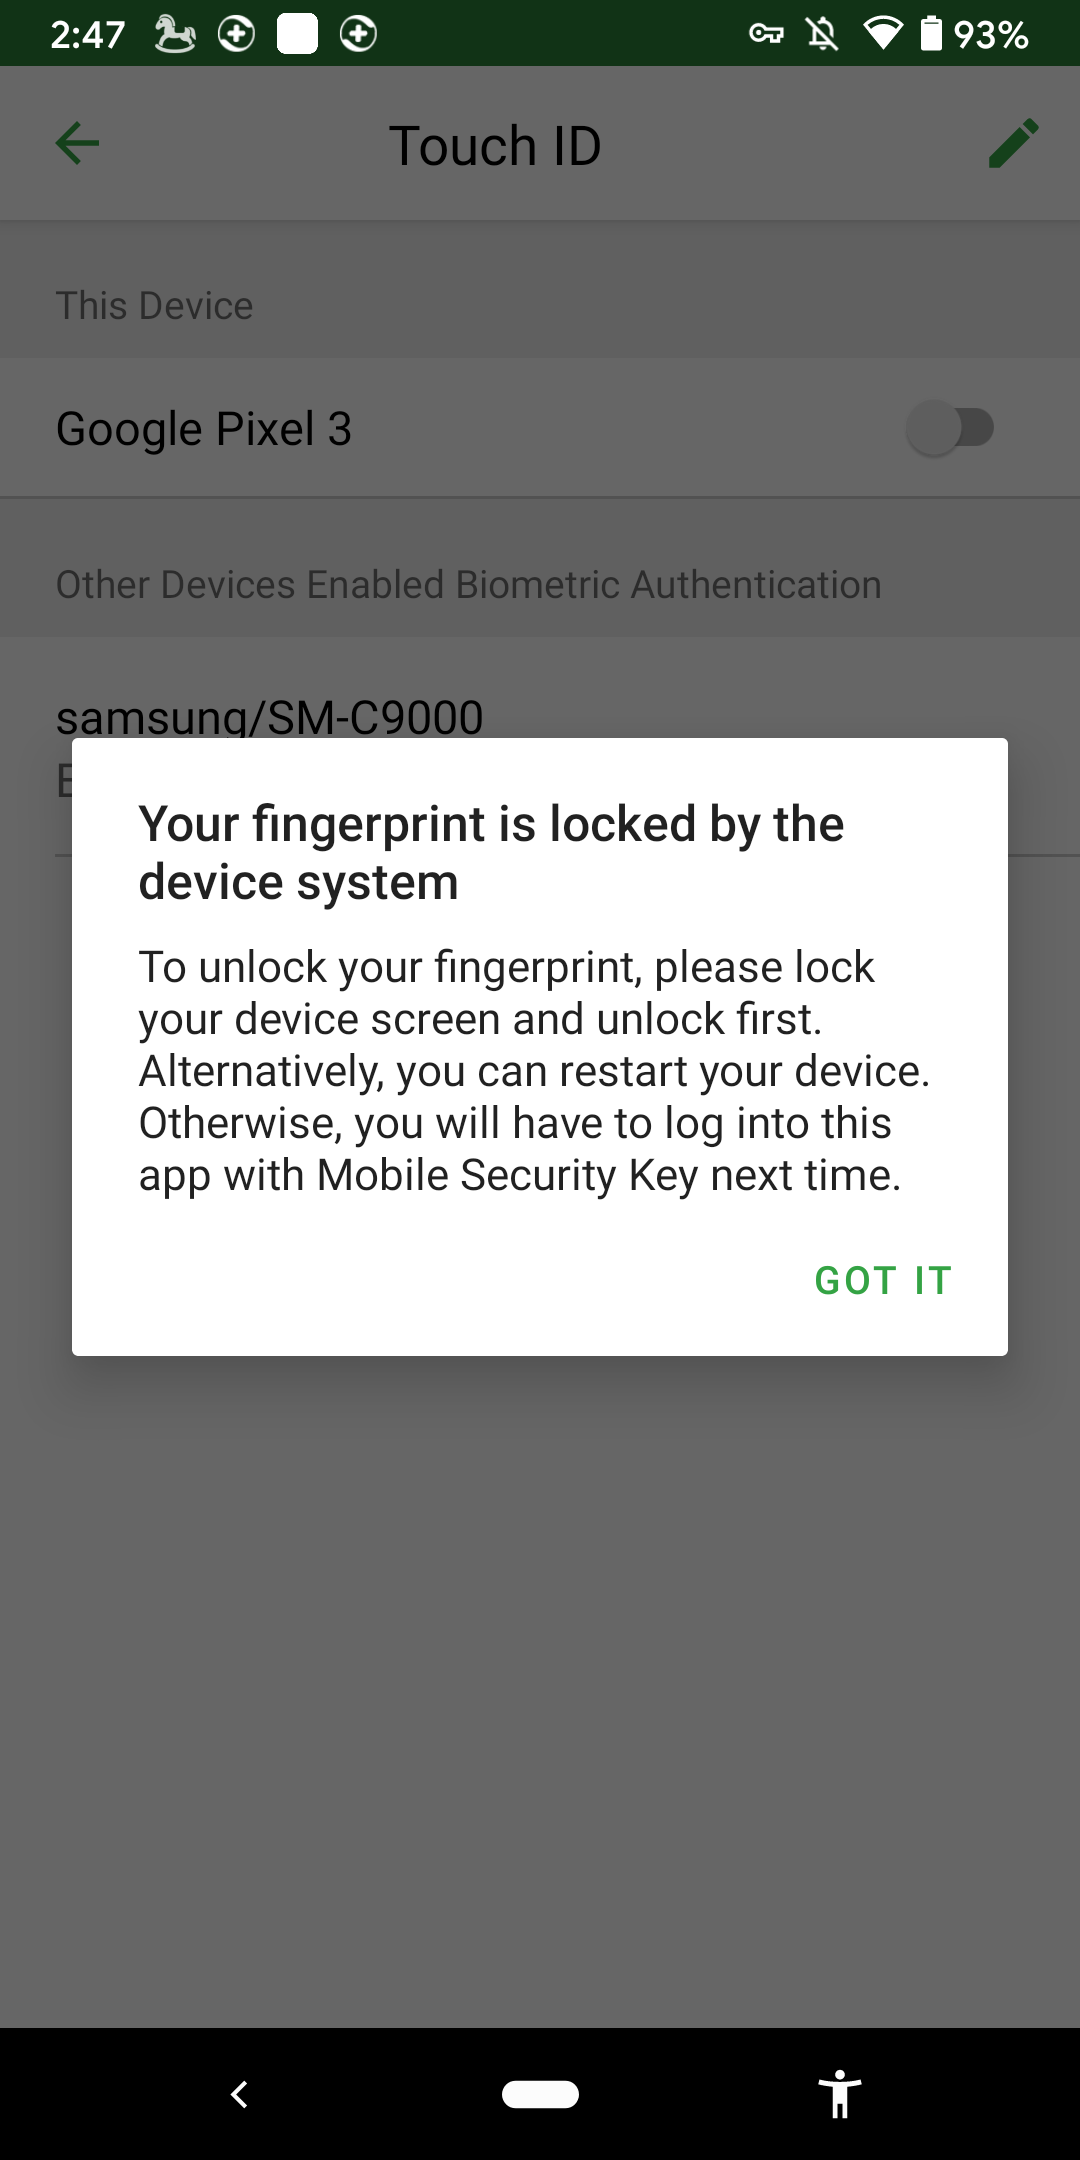 2:47
93%
Touch ID
This Device
Google Pixel 3
Other Devices Enabled Biometric Authentication
samsung/SM-C9000
Your fingerprint is locked by the
device system
To unlock your fingerprint, please lock
your device screen and unlock first.
Alternatively, you can restart your device.
Otherwise, you will have to log into this
app with Mobile Security Key next time.
GOT IT